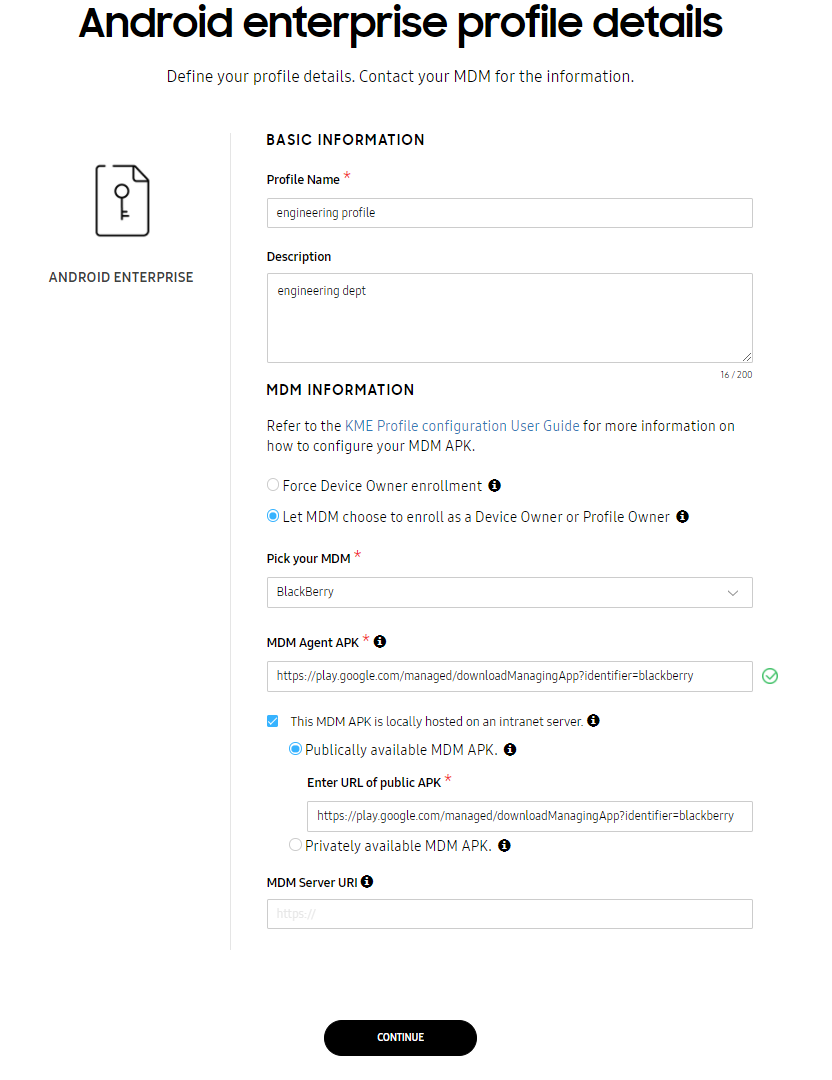 Android enterprise profile details
Define your profile details. Contact your MDM for the information.
ANDROID ENTERPRISE
BASIC INFORMATION
Profile Name *
engineering profile
Description
engineering dept
16 / 200
MDM INFORMATION
Refer to the KME Profile configuration User Guide for more information on
how to configure your MDM APK.
Force Device Owner enrollment
Let MDM choose to enroll as a Device Owner or Profile Owner
Pick your MDM *
BlackBerry
MDM Agent APK *
https://play.google.com/managed/downloadManagingApp?identifier=blackberry
This MDM APK is locally hosted on an intranet server.
Publically available MDM APK.
Enter URL of public APK *
https://play.google.com/managed/downloadManagingApp?identifier=blackberry
Privately available MDM APK.
MDM Server URI
https://
CONTINUE